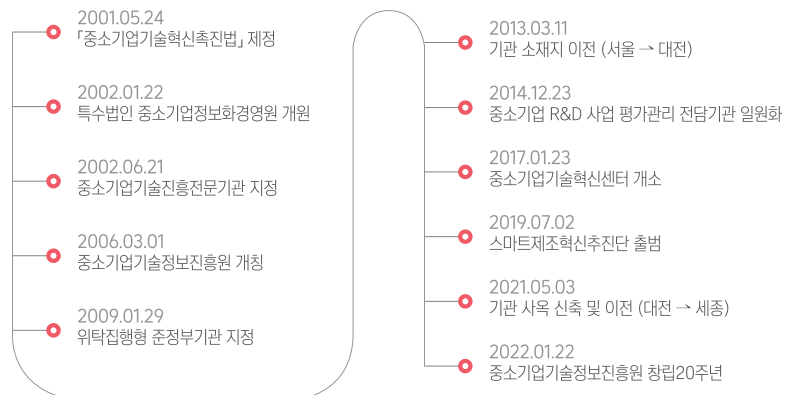 2001.05.24
「중소기업기술혁신촉진법」 제정
2002.01.22
특수법인 중소기업정보화경영원 개원
2002.06.21
중소기업기술진흥전문기관 지정
2006.03.01
중소기업기술정보진흥원 개칭
2009.01.29
위탁집행형 준정부기관 지정
2013.03.11
기관 소재지 이전 (서울 → 대전)
2014.12.23
중소기업 R&D 사업 평가관리 전담기관 일원화
2017.01.23
중소기업기술혁신센터 개소
2019.07.02
스마트제조혁신추진단 출범
2021.05.03
기관 사옥 신축 및 이전 (대전 → 세종)
2022.01.22
중소기업기술정보진흥원 창립20주년